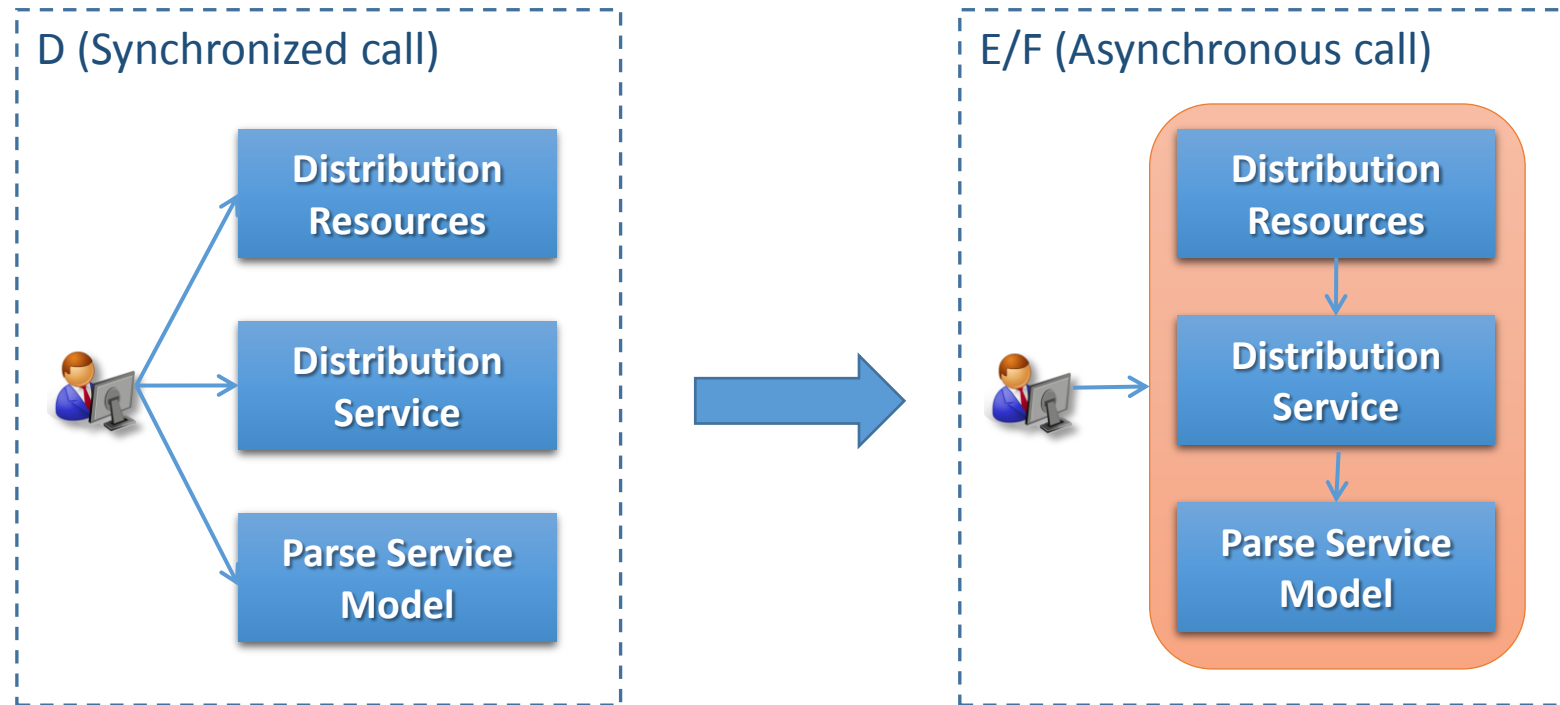 D (Synchronized call)
Distribution
Resources
Distribution
Service
Parse Service
Model
E/F (Asynchronous call)
Distribution
Resources
Distribution
Service
Parse Service
Model